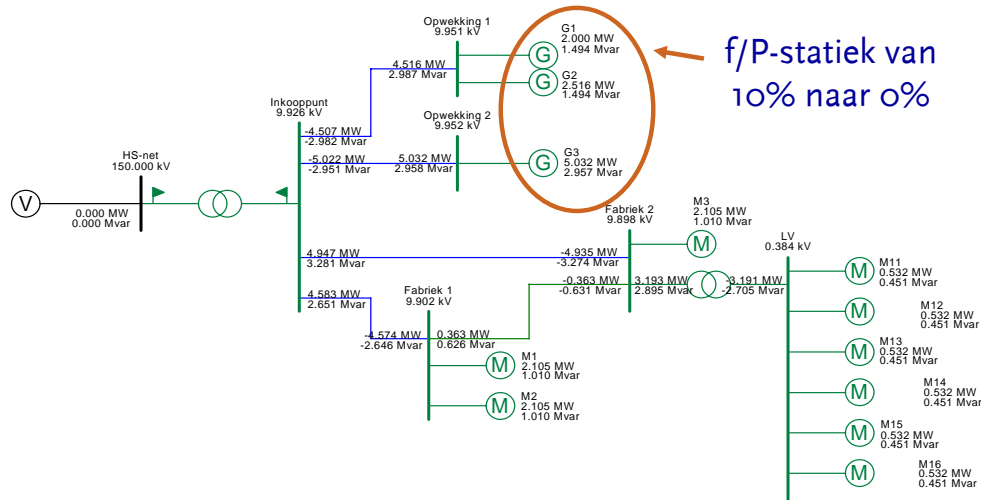 Opwekking 1
9.951 kV
G1
2.000 MW
1.494 Mvar
G
4.516 MW
2.987 Mvar
G2
2.516 MW
1.494 Mvar
G
f/P-statiek van
10% naar 0%
Inkooppunt
9.926 kV
Opwekking 2
9.952 kV
-4.507 MW
-2.982 Mvar
-5.022 MW
-2.951 Mvar
5.032 MW
2.958 Mvar
G
G3
5.032 MW
2.957 Mvar
HS-net
150.000 kV
V
0.000 MW
0.000 Mvar
M3
2.105 MW
1.010 Mvar
M
Fabriek 2
9.898 kV
LV
0.384 kV
4.947 MW
3.281 Mvar
-4.935 MW
-3.274 Mvar
-0.363 MW
-0.631 Mvar
3.193 MW
2.895 Mvar
-3.191 MW
-2.705 Mvar
4.583 MW
2.651 Mvar
Fabriek 1
9.902 kV
-4.574 MW
-2.646 Mvar
0.363 MW
0.626 Mvar
M
M1
2.105 MW
1.010 Mvar
M
M2
2.105 MW
1.010 Mvar
M
M11
0.532 MW
0.451 Mvar
M
M12
0.532 MW
0.451 Mvar
M
M13
0.532 MW
0.451 Mvar
M
M14
0.532 MW
0.451 Mvar
M
M15
0.532 MW
0.451 Mvar
M
M16
0.532 MW
0.451 Mvar